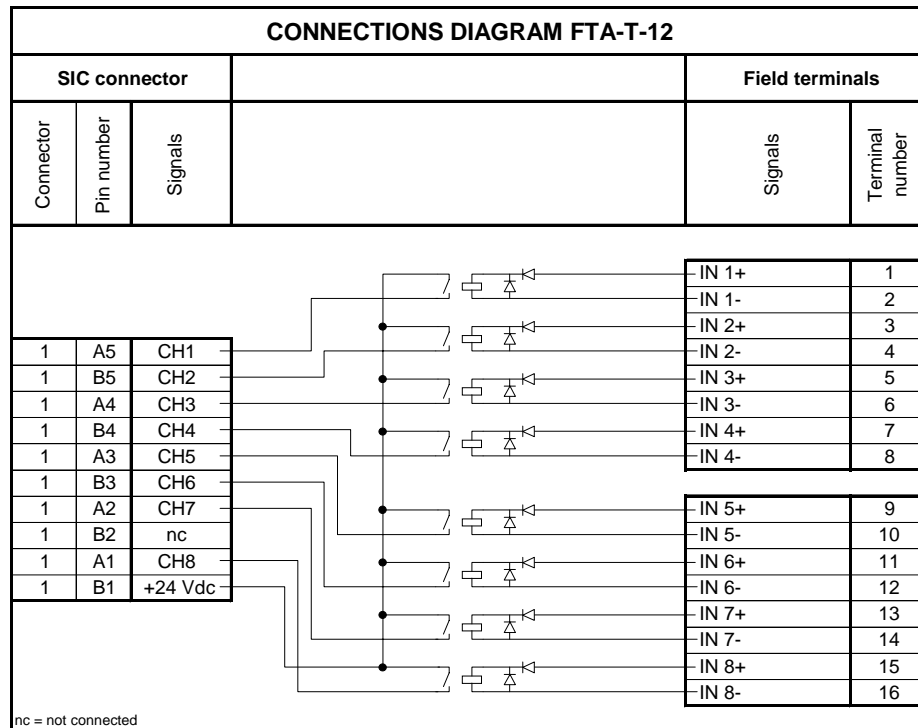 CONNECTIONS DIAGRAM FTA-T-12
SIC connector Field terminals
Connector Pin number Signals Signals Terminal number
IN 1+ 1
IN 1- 2
IN 2+ 3
1 A5 CH1 IN 2- 4
1 B5 CH2 IN 3+ 5
1 A4 CH3 IN 3- 6
1 B4 CH4 IN 4+ 7
1 A3 CH5 IN 4- 8
1 B3 CH6
1 A2 CH7 IN 5+ 9
1 B2 nc IN 5- 10
1 A1 CH8 IN 6+ 11
1 B1 +24 Vdc IN 6- 12
IN 7+ 13
IN 7- 14
IN 8+ 15
IN 8- 16
nc = not connected